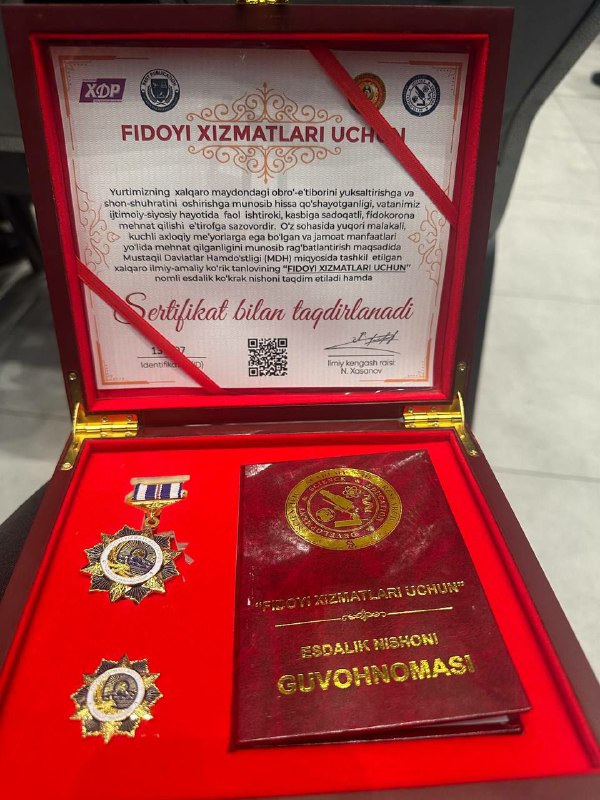 XDP
FIDOYI XIZMATLARI UCHUN
Yurtimizning xalqaro maydondagi obro'-e'tiborini yuksaltirishga va
shon-shuhratini oshirishga munosib hissa qo'shayotganligi, vatanimiz
ijtimoiy-siyosiy hayotida faol ishtiroki, kasbiga sadoqatli, fidokorona
mehnat qilishi e'tirofga sazovordir. O'z sohasida yuqori malakali,
kuchli axloqiy me'yorlarga ega bo'lgan va jamoat manfaatlari
yo'lida mehnat qilganligini munosib rag'batlantirish maqsadida
Mustaqil Davlatlar Hamdo'stligi (MDH) miqyosida tashkil etilgan
xalqaro ilmiy-amaliy ko'rik tanlovining "FIDOYI XIZMATLARI UCHUN"
nomli esdalik ko'krak nishoni taqdim etiladi hamda
Sertifikat bilan taqdirlanadi
Ilmiy kengash raisi:
N. Xasanov
"FIDOYI XIZMATLARI UCHUN"
ESDALIK NISHONI
GUVOHNOMASI